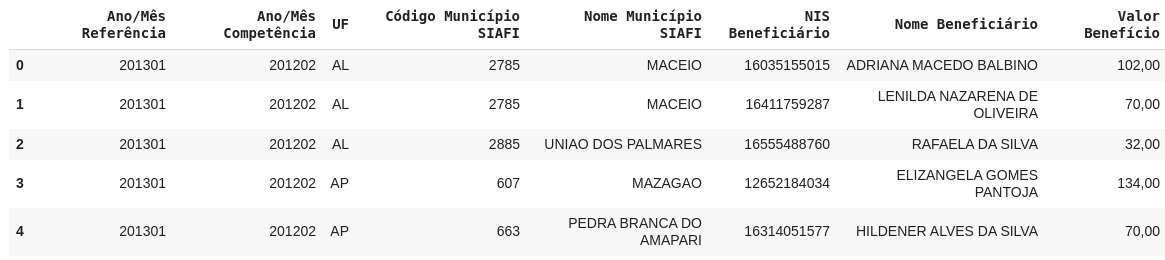 Ano/Mês Referência Ano/Mês Competência UF Código Município SIAFI Nome Município SIAFI NIS Beneficiário Nome Beneficiário Valor Benefício
0 201301 201202 AL 2785 MACEIO 16035155015 ADRIANA MACEDO BALBINO 102,00
1 201301 201202 AL 2785 MACEIO 16411759287 LENILDA NAZARENA DE OLIVEIRA 70,00
2 201301 201202 AL 2885 UNIAO DOS PALMARES 16555488760 RAFAELA DA SILVA 32,00
3 201301 201202 AP 607 MAZAGAO 12652184034 ELIZANGELA GOMES PANTOJA 134,00
4 201301 201202 AP 663 PEDRA BRANCA DO AMAPARI 16314051577 HILDENER ALVES DA SILVA 70,00